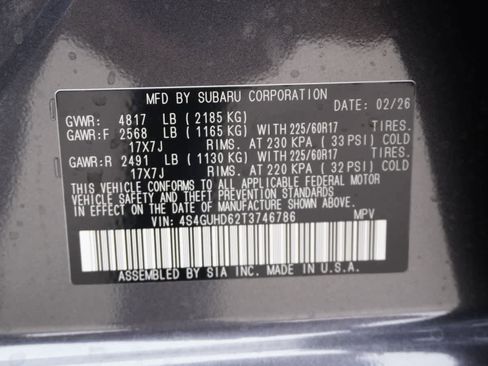 MFD BY SUBARU CORPORATION
DATE: 02/26
GVWR: 4817 LB ( 2185 KG)
GAWR:F 2568 LB ( 1165 KG) WITH 225/60R17 TIRES.
17X7J RIMS. AT 230 KPA ( 33 PSI) COLD
GAWR:R 2491 LB ( 1130 KG) WITH 225/60R17 TIRES.
17X7J RIMS. AT 220 KPA ( 32 PSI) COLD
THIS VEHICLE CONFORMS TO ALL APPLICABLE FEDERAL MOTOR
VEHICLE SAFETY AND THEFT PREVENTION STANDARDS
IN EFFECT ON THE DATE OF MANUFACTURE SHOWN ABOVE.
VIN: 4S4GUHD62T3746786 MPV
ASSEMBLED BY SIA INC. MADE IN U.S.A.